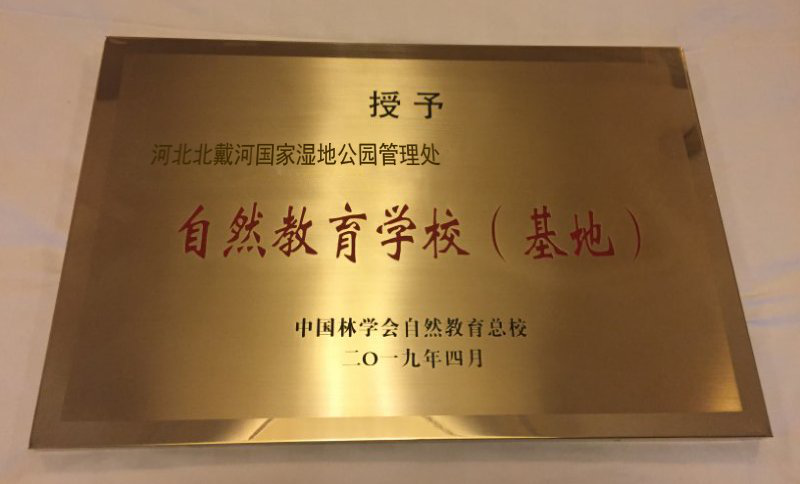 授予
河北北戴河国家湿地公园管理处
自然教育学校（基地）
中国林学会自然教育总校
二〇一九年四月